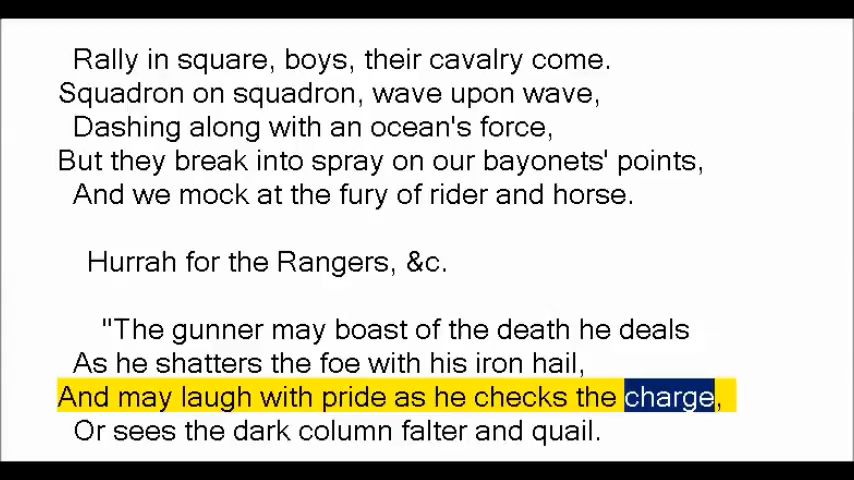 Rally in square, boys, their cavalry come.
Squadron on squadron, wave upon wave,
Dashing along with an ocean's force,
But they break into spray on our bayonets' points,
And we mock at the fury of rider and horse.
Hurrah for the Rangers, &c.
"The gunner may boast of the death he deals
As he shatters the foe with his iron hail,
And may laugh with pride as he checks the charge,
Or sees the dark column falter and quail.